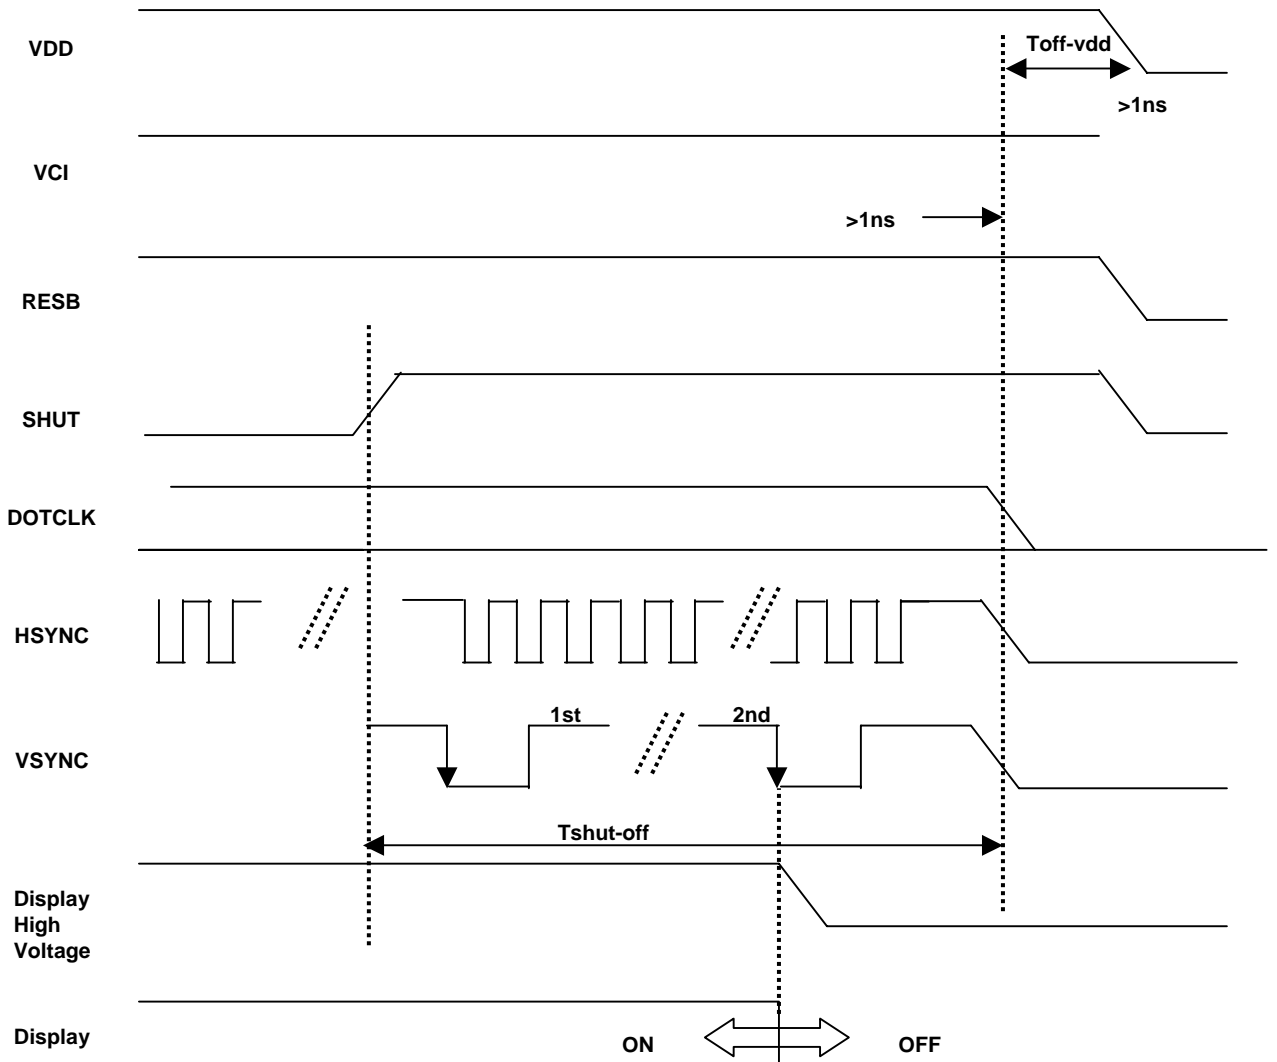 VDD
Toff-vdd
>1ns
VCI
>1ns
RESB
SHUT
DOTCLK
HSYNC
1st
2nd
VSYNC
Tshut-off
Display
High
Voltage
Display
ON
OFF